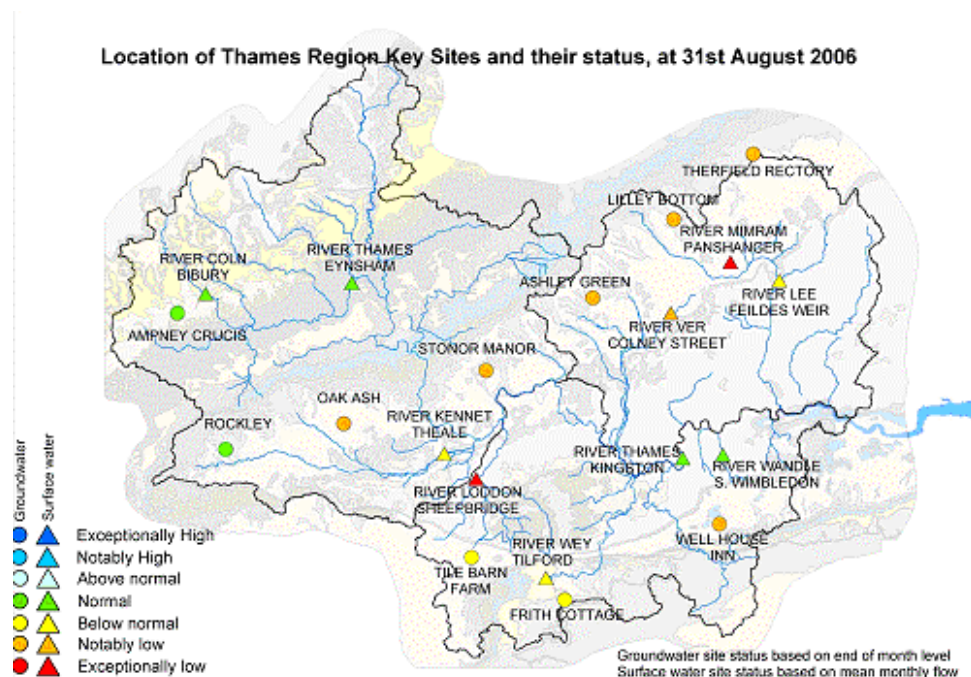 Location of Thames Region Key Sites and their status, at 31st August 2006
THERFIELD RECTORY
LILLEY BOTTOM
RIVER MIMRAM
PANSHANGER
RIVER THAMES
EYNSHAM
RIVER COLN
BIBURY
ASHLEY GREEN
RIVER LEE
FEILDES WEIR
AMPNEY CRUCIS
RIVER VER
COLNEY STREET
STONOR MANOR
OAK ASH
RIVER KENNET
THEALE
ROCKLEY
RIVER THAMES
KINGSTON
RIVER WANDLE
S. WIMBLEDON
RIVER LODDON
SHEEPBRIDGE
WELL HOUSE
INN
RIVER WEY
TILFORD
TILE BARN
FARM
FRITH COTTAGE
Groundwater
Surface water
Exceptionally High
Notably High
Above normal
Normal
Below normal
Notably low
Exceptionally low
Groundwater site status based on end of month level
Surface water site status based on mean monthly flow